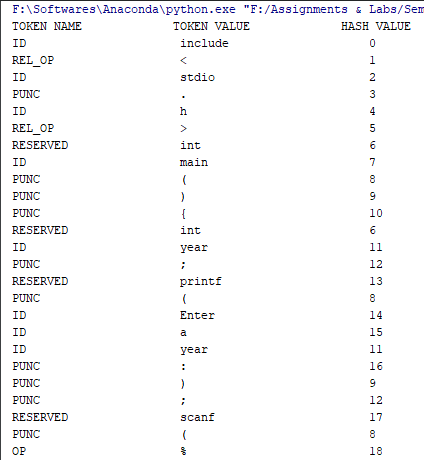 F:\Softwares\Anaconda\python.exe "F:/Assignments & Labs/Sem
TOKEN NAME TOKEN VALUE HASH VALUE
ID include 0
REL_OP < 1
ID stdio 2
PUNC . 3
ID h 4
REL_OP > 5
RESERVED int 6
ID main 7
PUNC ( 8
PUNC ) 9
PUNC { 10
RESERVED int 6
ID year 11
PUNC ; 12
RESERVED printf 13
PUNC ( 8
ID Enter 14
ID a 15
ID year 11
PUNC : 16
PUNC ) 9
PUNC ; 12
RESERVED scanf 17
PUNC ( 8
OP % 18